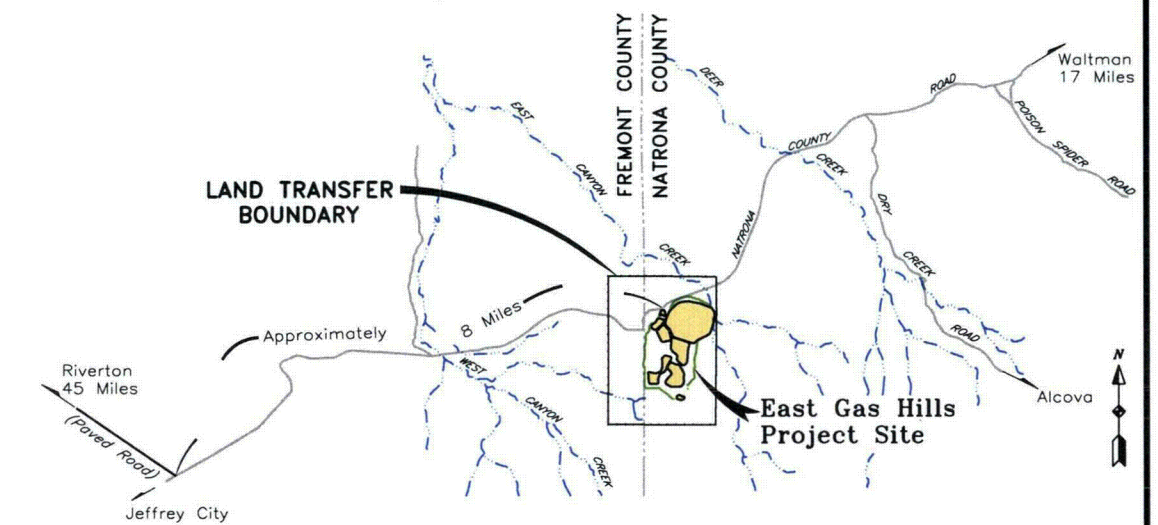 FREMONT COUNTY
NATRONA COUNTY
Waltman
17 Miles
DEER
ROAD
EAST
POISON
SPIDER
ROAD
COUNTY
CREEK
CANYON
LAND TRANSFER
BOUNDARY
DRY
NATRONA
CREEK
CREEK
8 Miles
Approximately
ROAD
WEST
Riverton
45 Miles
(Paved Road)
N
Alcova
CANYON
East Gas Hills
Project Site
CREEK
Jeffrey City